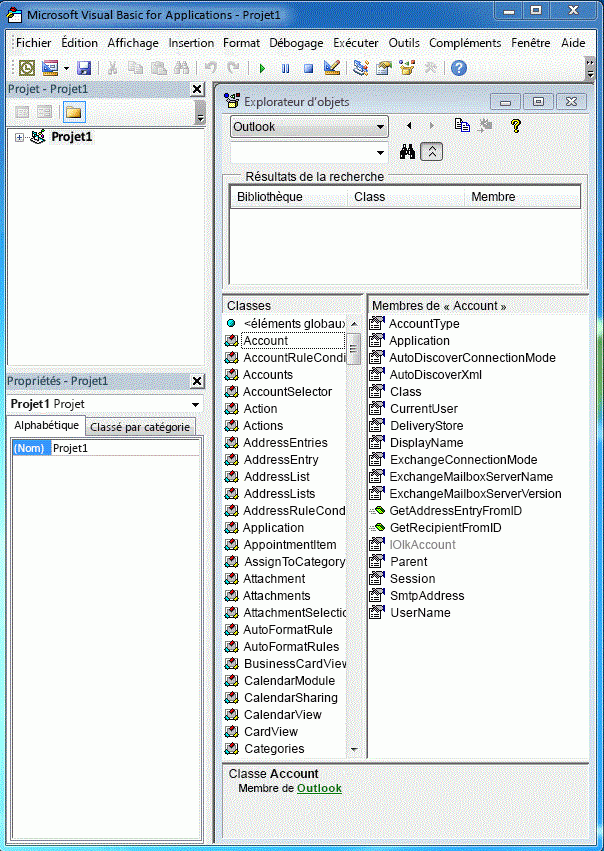 Microsoft Visual Basic for Applications - Projet1
Fichier Édition Affichage Insertion Format Débogage Exécuter Outils Compléments Fenêtre Aide
Projet - Projet1
Projet1
Explorateur d'objets
Outlook
Résultats de la recherche
Bibliothèque Class Membre
Classes
<éléments globaux
Account
AccountRuleCondi
Accounts
AccountSelector
Action
Actions
AddressEntries
AddressEntry
AddressList
AddressLists
AddressRuleCond
Application
AppointmentItem
AssignToCategory
Attachment
Attachments
AttachmentSelectio
AutoFormatRule
AutoFormatRules
BusinessCardView
CalendarModule
CalendarSharing
CalendarView
CardView
Categories
Membres de « Account »
AccountType
Application
AutoDiscoverConnectionMode
AutoDiscoverXml
Class
CurrentUser
DeliveryStore
DisplayName
ExchangeConnectionMode
ExchangeMailboxServerName
ExchangeMailboxServerVersion
GetAddressEntryFromID
GetRecipientFromID
IOlkAccount
Parent
Session
SmtpAddress
UserName
Classe Account
Membre de Outlook
Propriétés - Projet1
Projet1 Projet
Alphabétique Classé par catégorie
(Nom) Projet1